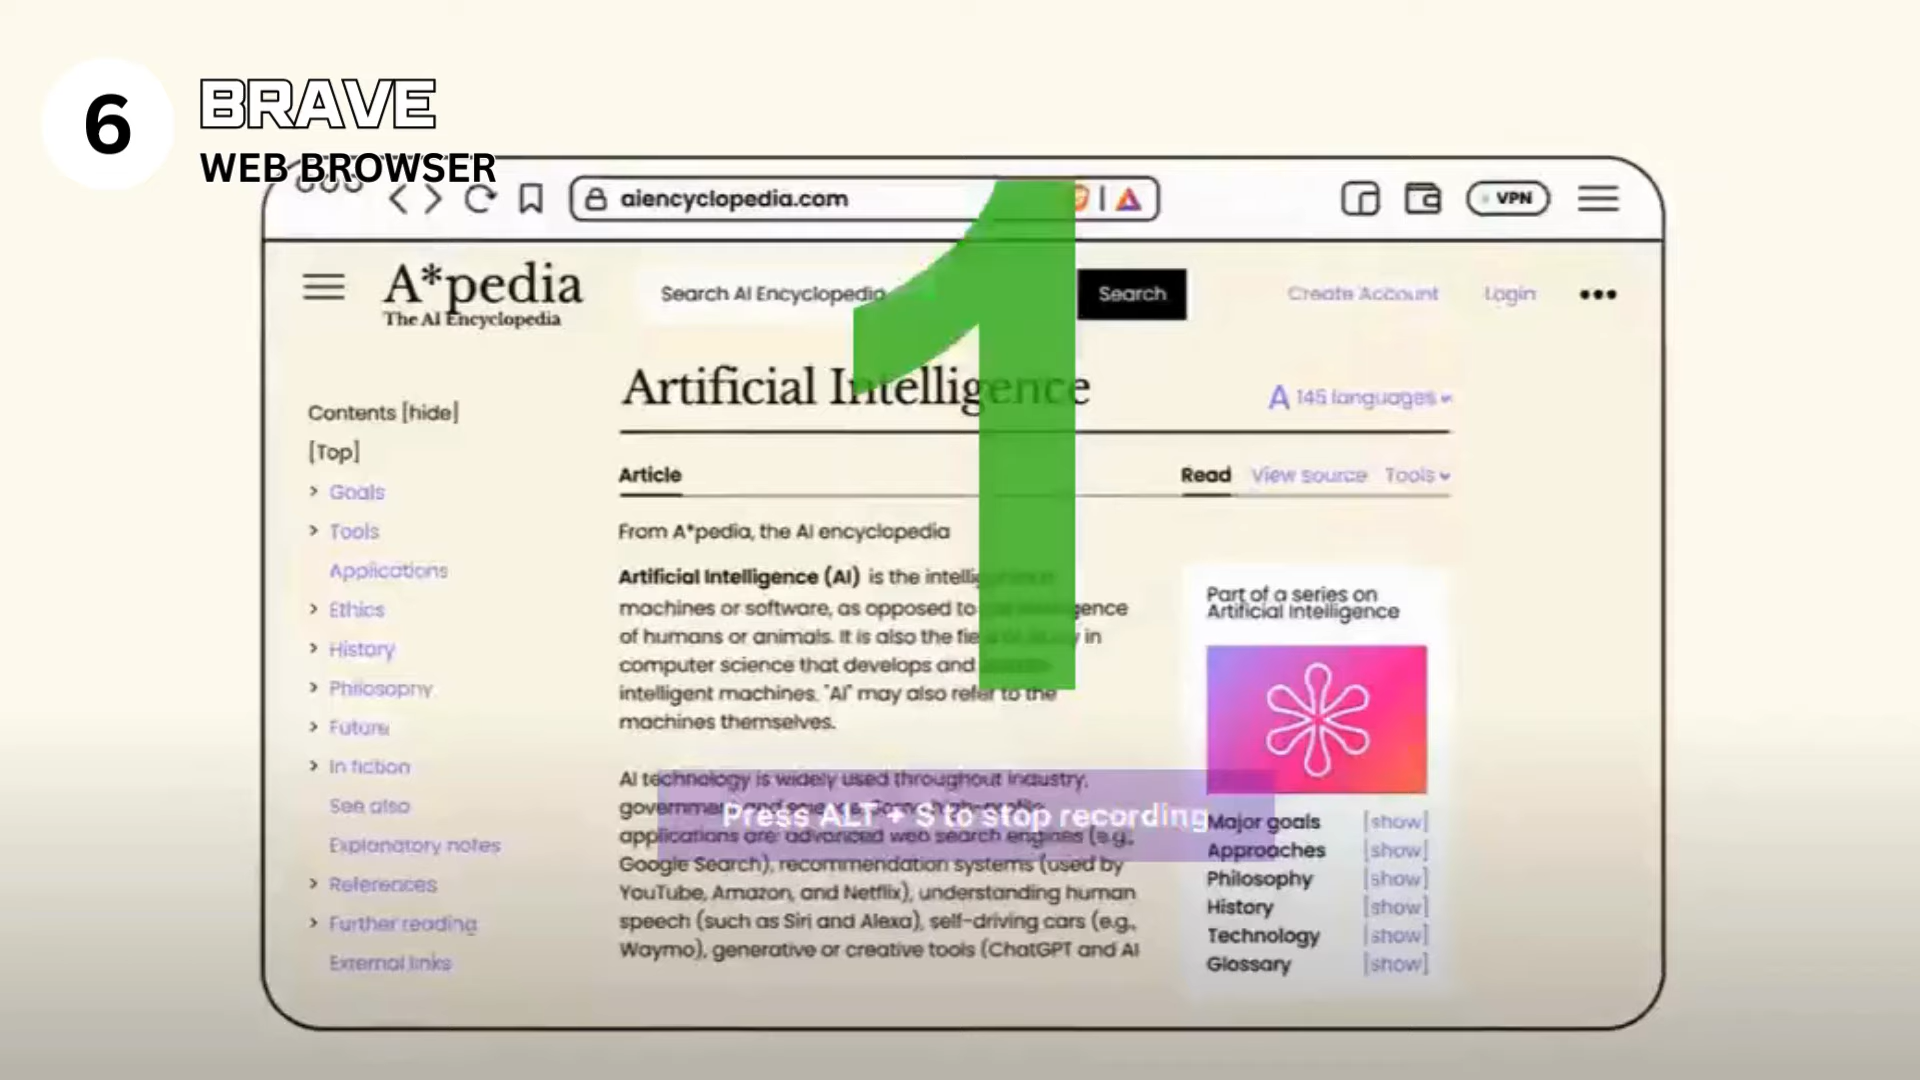 6
BRAVE
WEB BROWSER
aiencyclopedia.com
VPN
A*pedia
The AI Encyclopedia
Search AI Encyclopedia
Search
Create Account
Login
1
Artificial Intelligence
A 145 languages
Contents [hide]
[Top]
Goals
Tools
Applications
Ethics
History
Philosophy
Future
In fiction
See also
Explanatory notes
References
Further reading
External links
Article
Read
View source
Tools
From A*pedia, the AI encyclopedia
Artificial Intelligence (AI) is the
machines or software, as opposed to
of humans or animals. It is also the in
computer science that develops and
intelligent machines. "AI" may also refer to the
machines themselves.
AI technology is widely used throughout industry,
Press ALT + S to stop recording
applications are: advanced web search engines (e.g.,
Google Search), recommendation systems (used by
YouTube, Amazon, and Netflix), understanding human
speech (such as Siri and Alexa), self-driving cars (e.g.,
Waymo), generative or creative tools (ChatGPT and AI
Part of a series on
Artificial Intelligence
Major goals [show]
Approaches [show]
Philosophy [show]
History [show]
Technology [show]
Glossary [show]